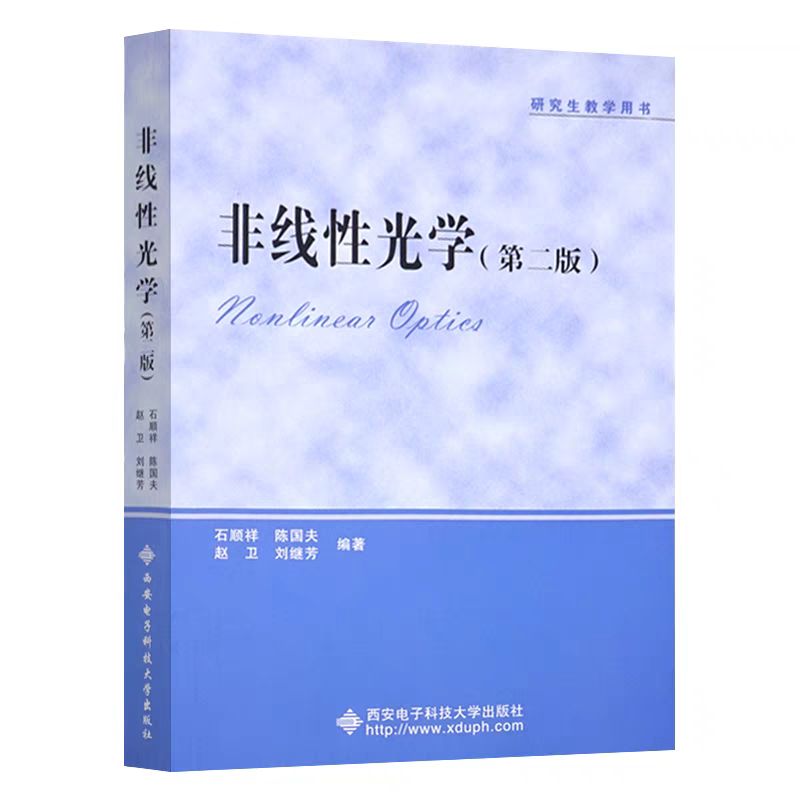 研究生教学用书
非线性光学(第二版)
Nonlinear Optics
石顺祥 陈国夫
赵 卫 刘继芳 编著
西安电子科技大学出版社
http://www.xduph.com
非线性光学(第二版)
石顺祥 陈国夫
赵 卫 刘继芳
西安电子科技大学出版社